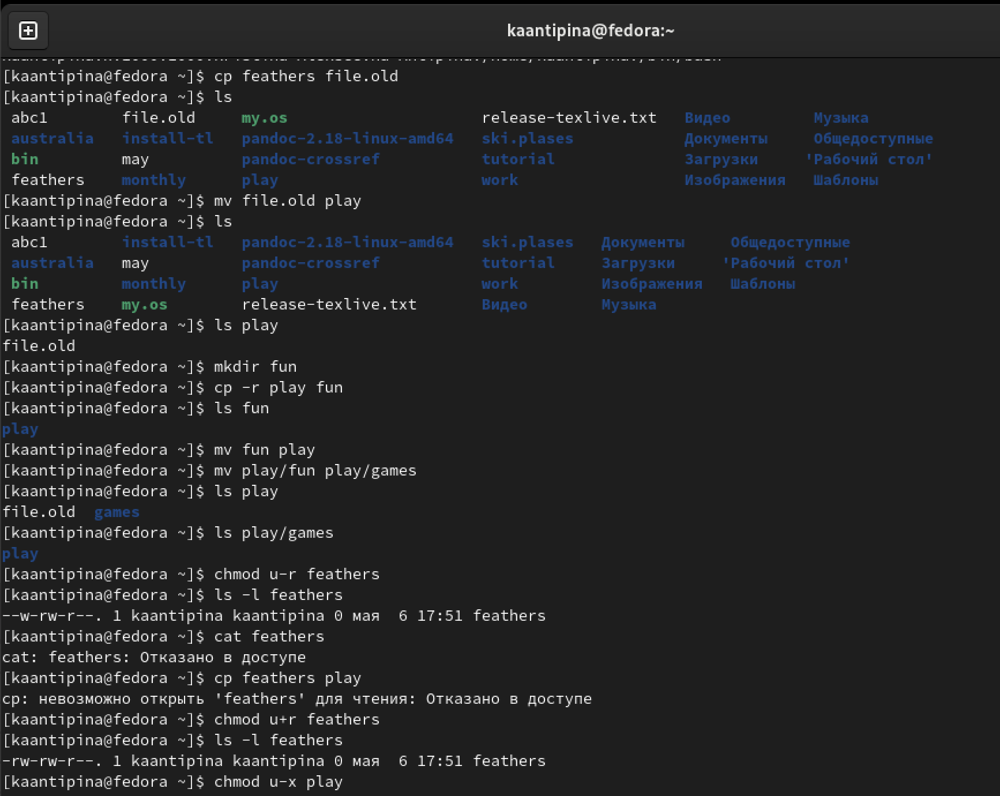 kaantipina@fedora:~
[kaantipina@fedora ~]$ cp feathers file.old
[kaantipina@fedora ~]$ ls
abc1 file.old my.os release-texlive.txt Видео Музыка
australia install-tl pandoc-2.18-linux-amd64 ski.plases Документы Общедоступные
bin may pandoc-crossref tutorial Загрузки 'Рабочий стол'
feathers monthly play work Изображения Шаблоны
[kaantipina@fedora ~]$ mv file.old play
[kaantipina@fedora ~]$ ls
abc1 install-tl pandoc-2.18-linux-amd64 ski.plases Документы Общедоступные
australia may pandoc-crossref tutorial Загрузки 'Рабочий стол'
bin monthly play work Изображения Шаблоны
feathers my.os release-texlive.txt Видео Музыка
[kaantipina@fedora ~]$ ls play
file.old
[kaantipina@fedora ~]$ mkdir fun
[kaantipina@fedora ~]$ cp -r play fun
[kaantipina@fedora ~]$ ls fun
play
[kaantipina@fedora ~]$ mv fun play
[kaantipina@fedora ~]$ mv play/fun play/games
[kaantipina@fedora ~]$ ls play
file.old games
[kaantipina@fedora ~]$ ls play/games
play
[kaantipina@fedora ~]$ chmod u-r feathers
[kaantipina@fedora ~]$ ls -l feathers
--w-rw-r--. 1 kaantipina kaantipina 0 мая 6 17:51 feathers
[kaantipina@fedora ~]$ cat feathers
cat: feathers: Отказано в доступе
[kaantipina@fedora ~]$ cp feathers play
cp: невозможно открыть 'feathers' для чтения: Отказано в доступе
[kaantipina@fedora ~]$ chmod u+r feathers
[kaantipina@fedora ~]$ ls -l feathers
-rw-rw-r--. 1 kaantipina kaantipina 0 мая 6 17:51 feathers
[kaantipina@fedora ~]$ chmod u-x play